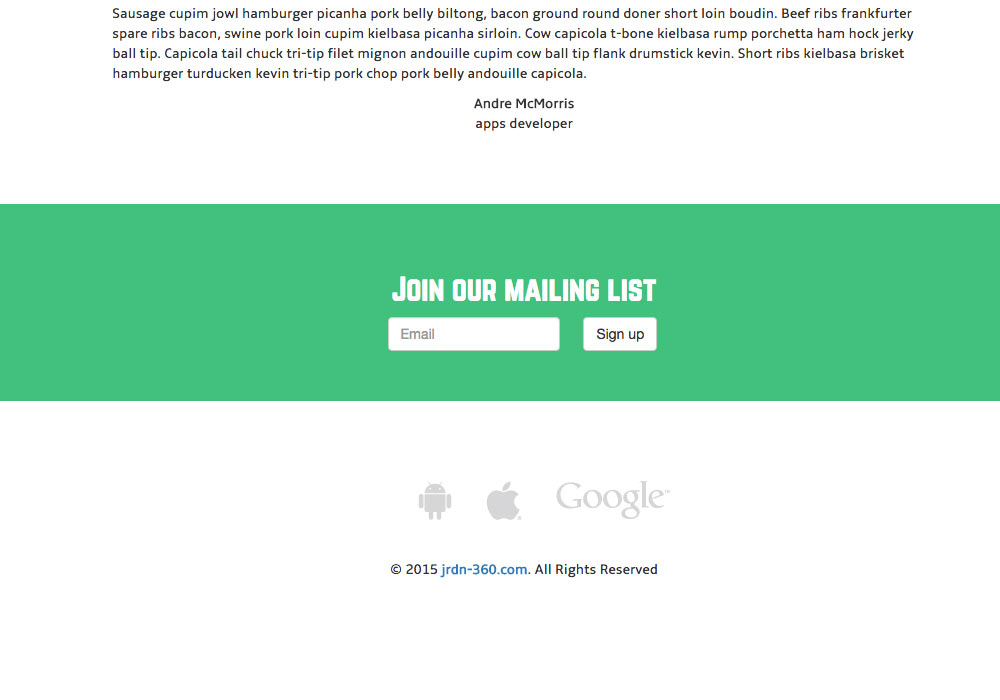 Sausage cupim jowl hamburger picanha pork belly biltong, bacon ground round doner short loin boudin. Beef ribs frankfurter
spare ribs bacon, swine pork loin cupim kielbasa picanha sirloin. Cow capicola t-bone kielbasa rump porchetta ham hock jerky
ball tip. Capicola tail chuck tri-tip filet mignon andouille cupim cow ball tip flank drumstick kevin. Short ribs kielbasa brisket
hamburger turducken kevin tri-tip pork chop pork belly andouille capicola.
Andre McMorris
apps developer
Join our mailing list
Email
Sign up
Google™
© 2015 jrdn-360.com. All Rights Reserved